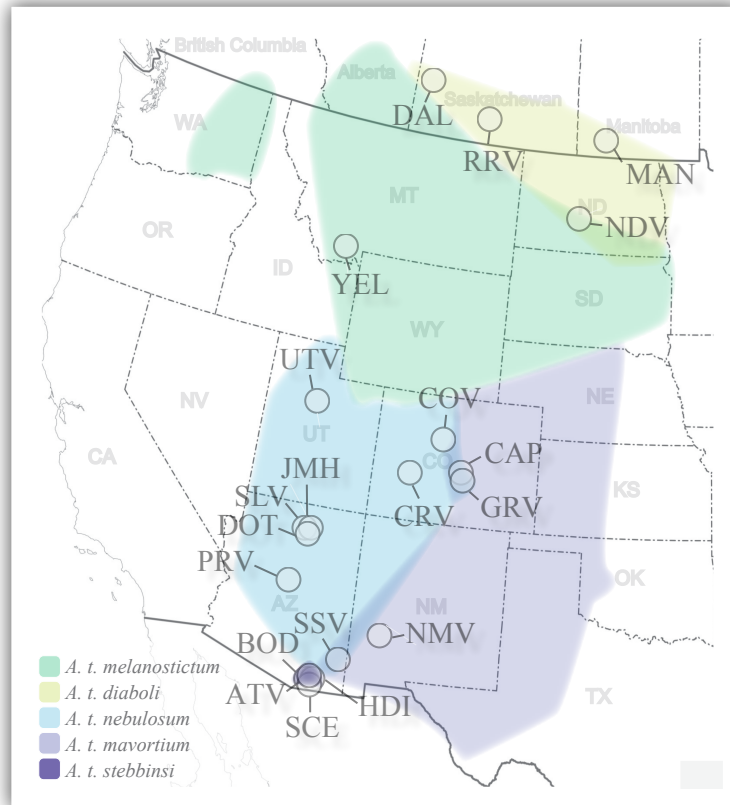 British Columbia
Alberta
Saskatchewan
Manitoba
DAL
RRV
MAN
WA
MT
ND
NDV
OR
ID
YEL
SD
WY
UTV
COV
NV
NE
UT
CA
JMH
CO
CAP
KS
SLV
CRV
GRV
DOT
PRV
OK
AZ
NM
SSV
NMV
BOD
ATV
HDI
SCE
TX
A. t. melanostictum
A. t. diaboli
A. t. nebulosum
A. t. mavortium
A. t. stebbinsi